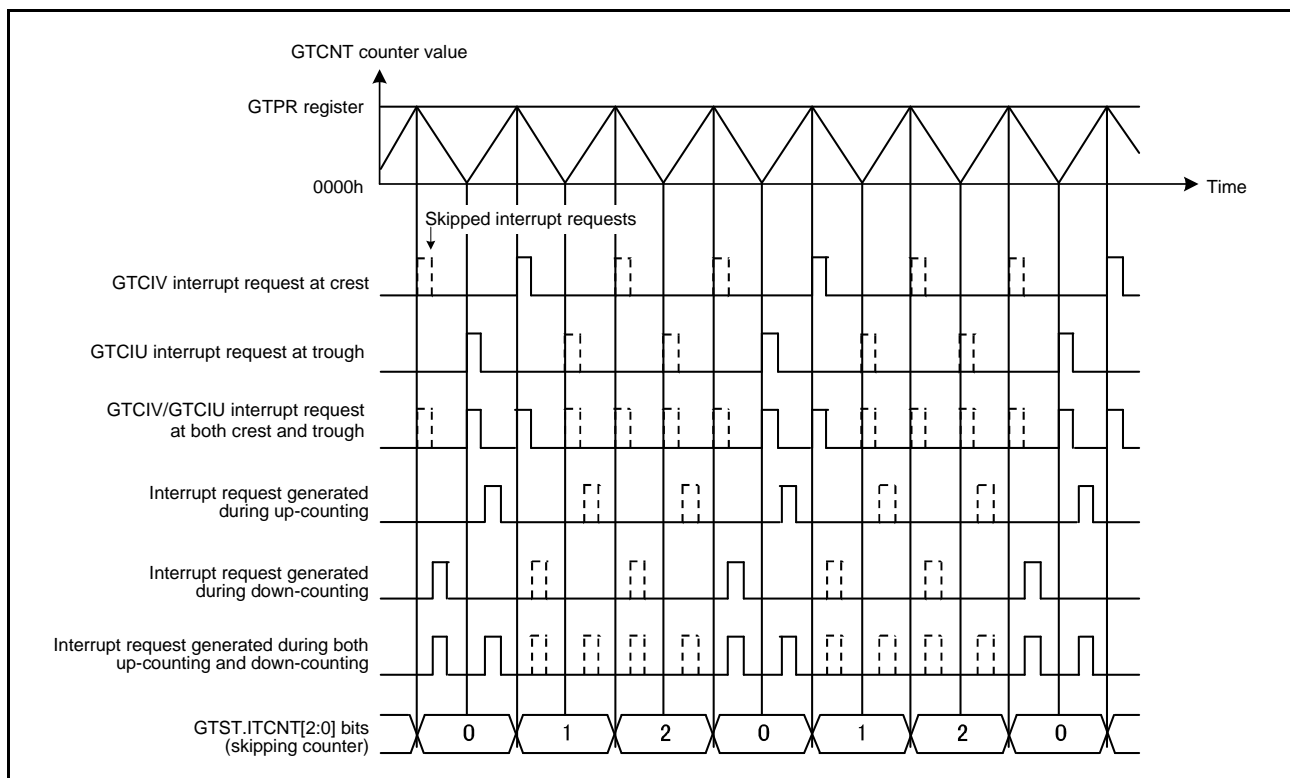 GTCNT counter value
GTPR register
0000h
Time
Skipped interrupt requests
GTCIV interrupt request at crest
GTCIU interrupt request at trough
GTCIV/GTCIU interrupt request
at both crest and trough
Interrupt request generated
during up-counting
Interrupt request generated
during down-counting
Interrupt request generated during both
up-counting and down-counting
GTST.ITCNT[2:0] bits
(skipping counter)
0 1 2 0 1 2 0